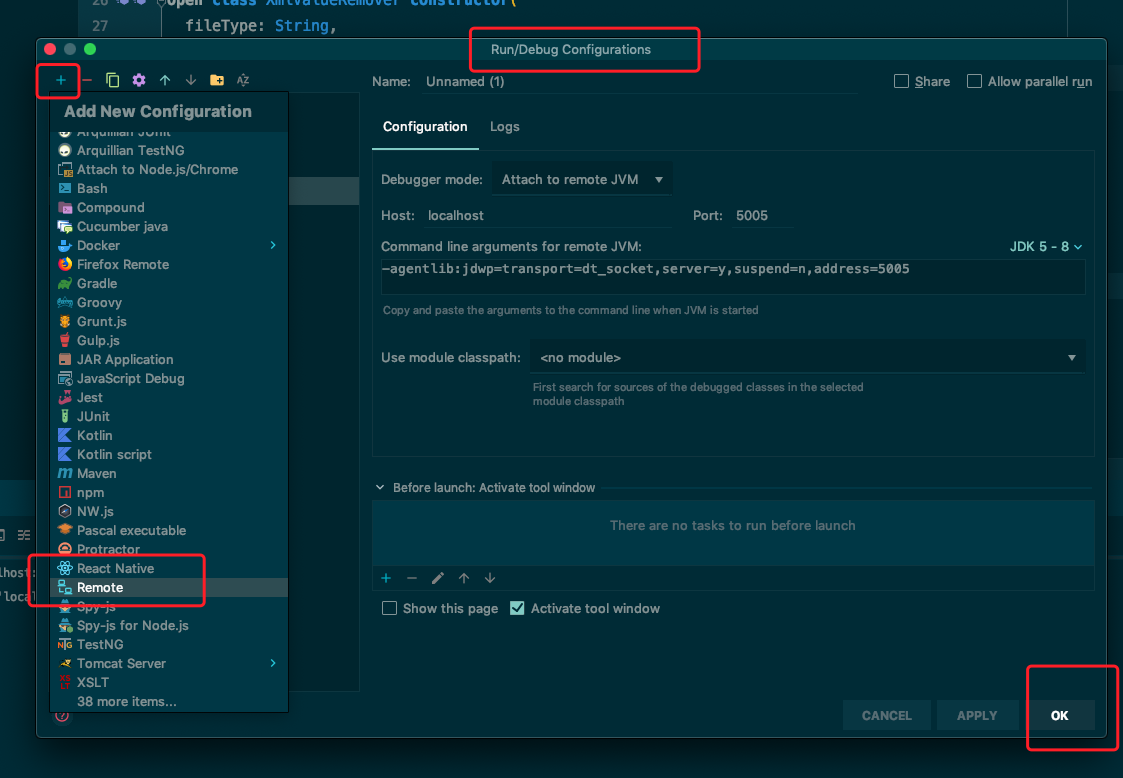 26
open class XmlValueRemover constructor(
27
fileType: String,
Run/Debug Configurations
Name: Unnamed (1)
Share
Allow parallel run
Add New Configuration
Arquillian JUnit
Arquillian TestNG
Attach to Node.js/Chrome
Bash
Compound
Cucumber java
Docker
Firefox Remote
Gradle
Groovy
Grunt.js
Gulp.js
JAR Application
JavaScript Debug
Jest
JUnit
Kotlin
Kotlin script
Maven
npm
NW.js
Pascal executable
Protractor
React Native
Remote
Spy-js
Spy-js for Node.js
TestNG
Tomcat Server
XSLT
38 more items...
Configuration
Logs
Debugger mode: Attach to remote JVM
Host: localhost
Port: 5005
Command line arguments for remote JVM:
JDK 5 - 8
-agentlib:jdwp=transport=dt_socket,server=y,suspend=n,address=5005
Copy and paste the arguments to the command line when JVM is started
Use module classpath: <no module>
First search for sources of the debugged classes in the selected
module classpath
Before launch: Activate tool window
There are no tasks to run before launch
Show this page
Activate tool window
CANCEL
APPLY
OK
lhost:
'local